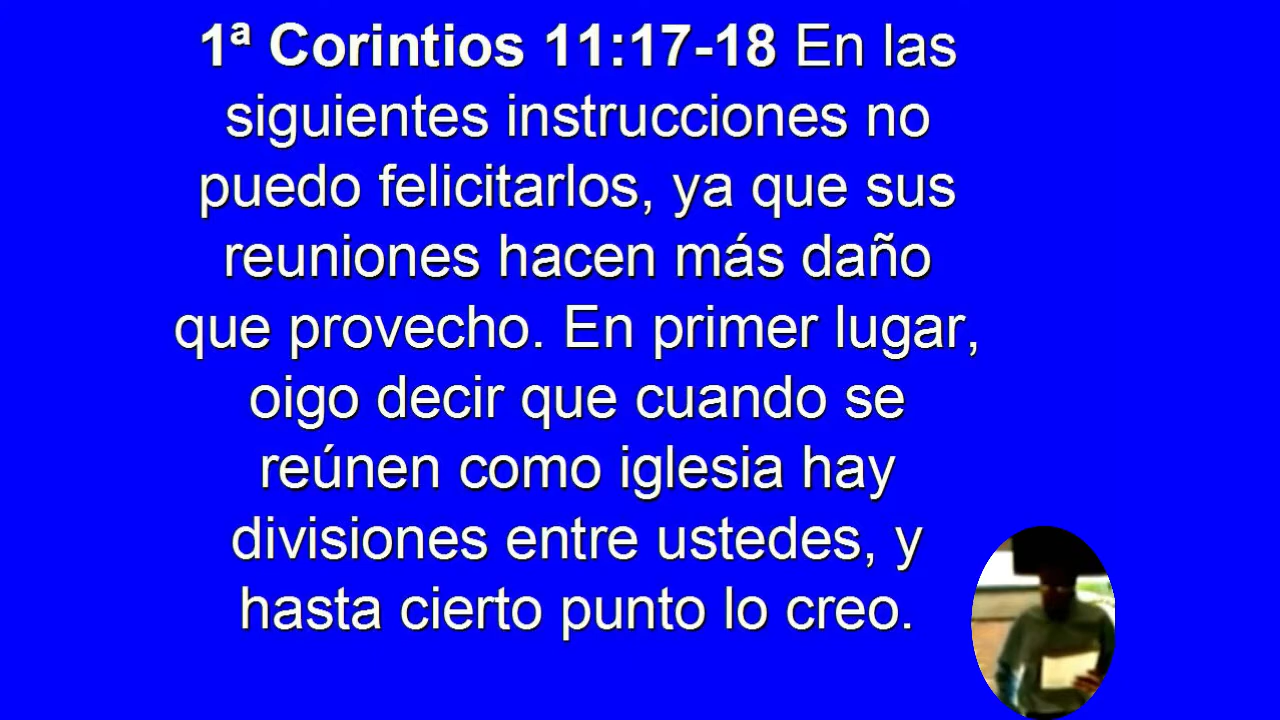 1ª Corintios 11:17-18 En las
siguientes instrucciones no
puedo felicitarlos, ya que sus
reuniones hacen más daño
que provecho. En primer lugar,
oigo decir que cuando se
reúnen como iglesia hay
divisiones entre ustedes, y
hasta cierto punto lo creo.